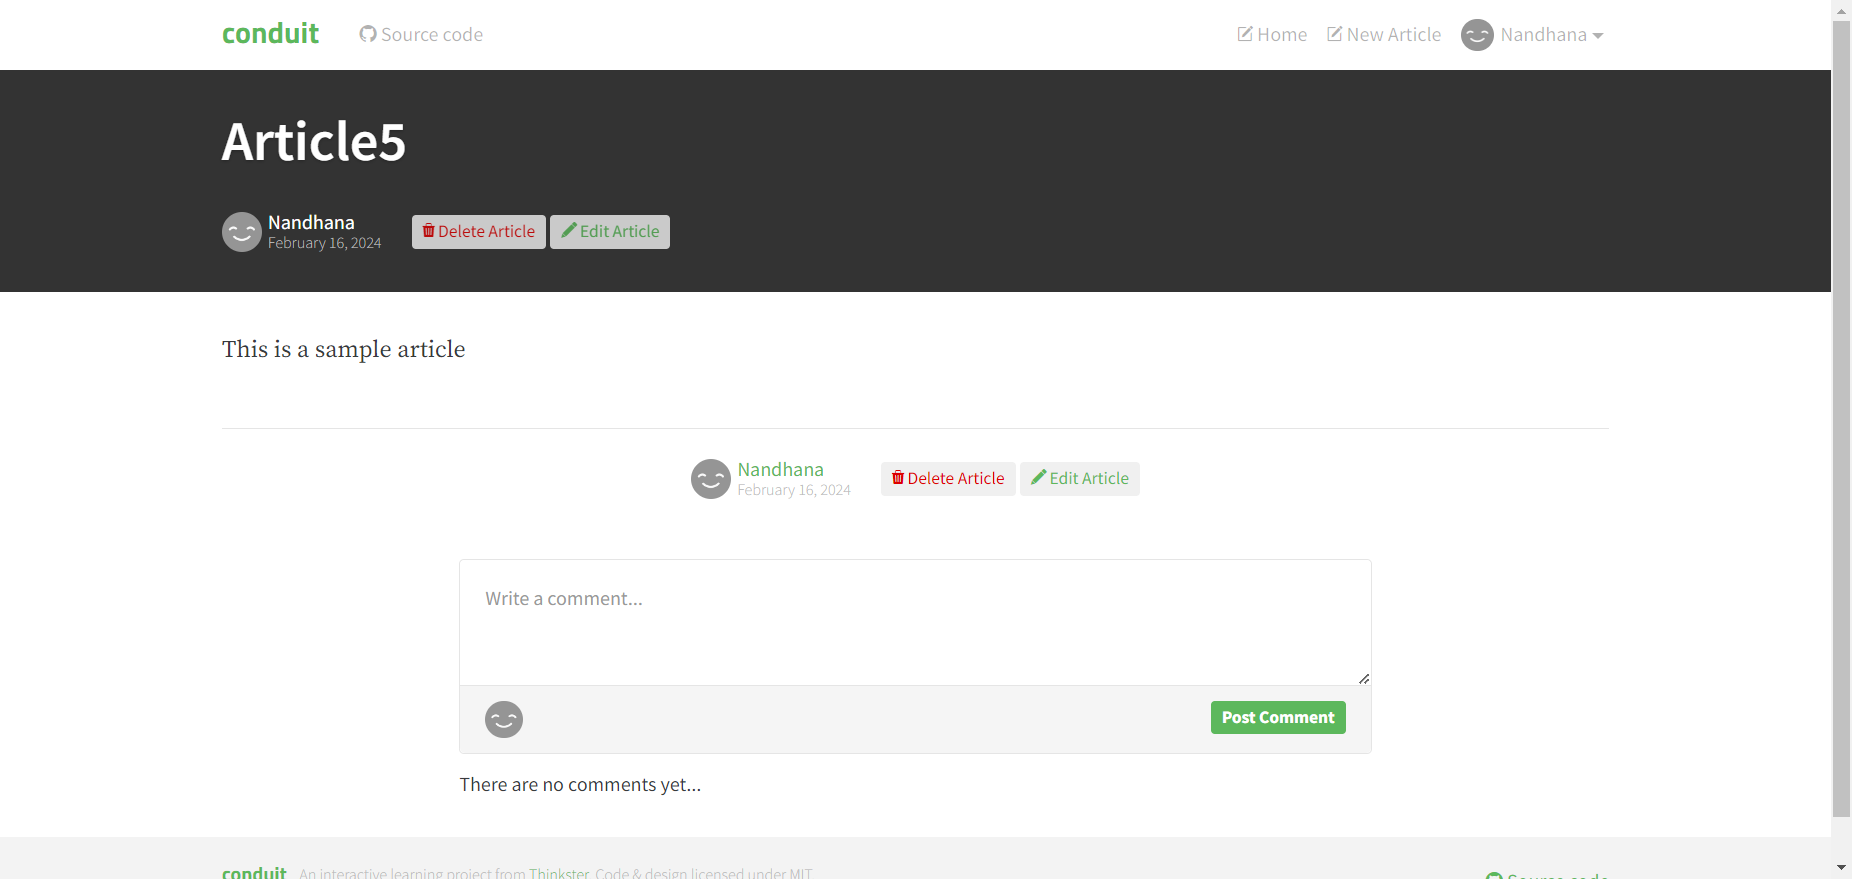 conduit Source code Home New Article Nandhana
Article5
Nandhana
February 16, 2024
Delete Article Edit Article
This is a sample article
Nandhana
February 16, 2024
Delete Article Edit Article
Write a comment...
Post Comment
There are no comments yet...
conduit An interactive learning project from Thinkster. Code & design licensed under MIT. Source code